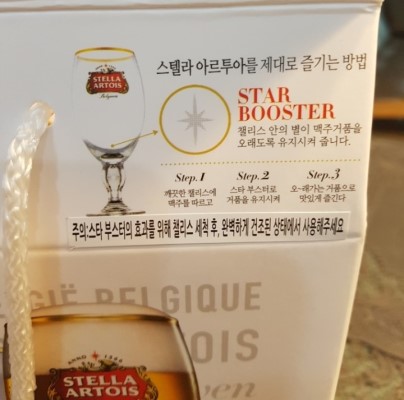 스텔라 아르투아를 제대로 즐기는 방법
STELLA
ARTOIS
Belgium
STAR
BOOSTER
챌리스 안의 별이 맥주거품을
오래도록 유지시켜 줍니다.
Step.1
깨끗한 챌리스에
맥주를 따르고
Step.2
스타 부스터로
거품을 유지시켜
Step.3
오~래가는 거품으로
맛있게 즐긴다
주의:스타 부스터의 효과를 위해 챌리스 세척 후, 완벽하게 건조된 상태에서 사용해주세요
GIË BELGIQUE
OIS
ven
ANNO 1366
STELLA
ARTOIS